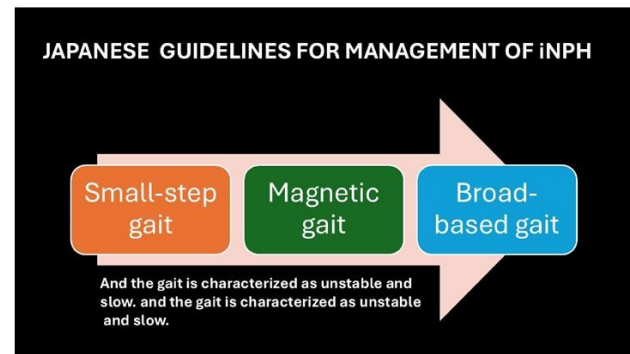 JAPANESE GUIDELINES FOR MANAGEMENT OF iNPH
Small-step
gait
Magnetic
gait
Broad-
based gait
And the gait is characterized as unstable and
slow. and the gait is characterized as unstable
and slow.